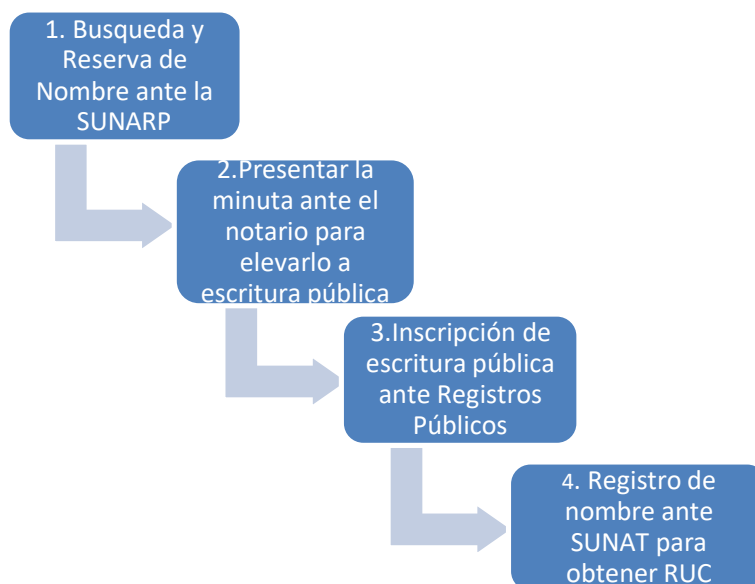 1. Busqueda y
Reserva de
Nombre ante la
SUNARP
2.Presentar la
minuta ante el
notario para
elevarlo a
escritura pública
3.Inscripción de
escritura pública
ante Registros
Públicos
4. Registro de
nombre ante
SUNAT para
obtener RUC